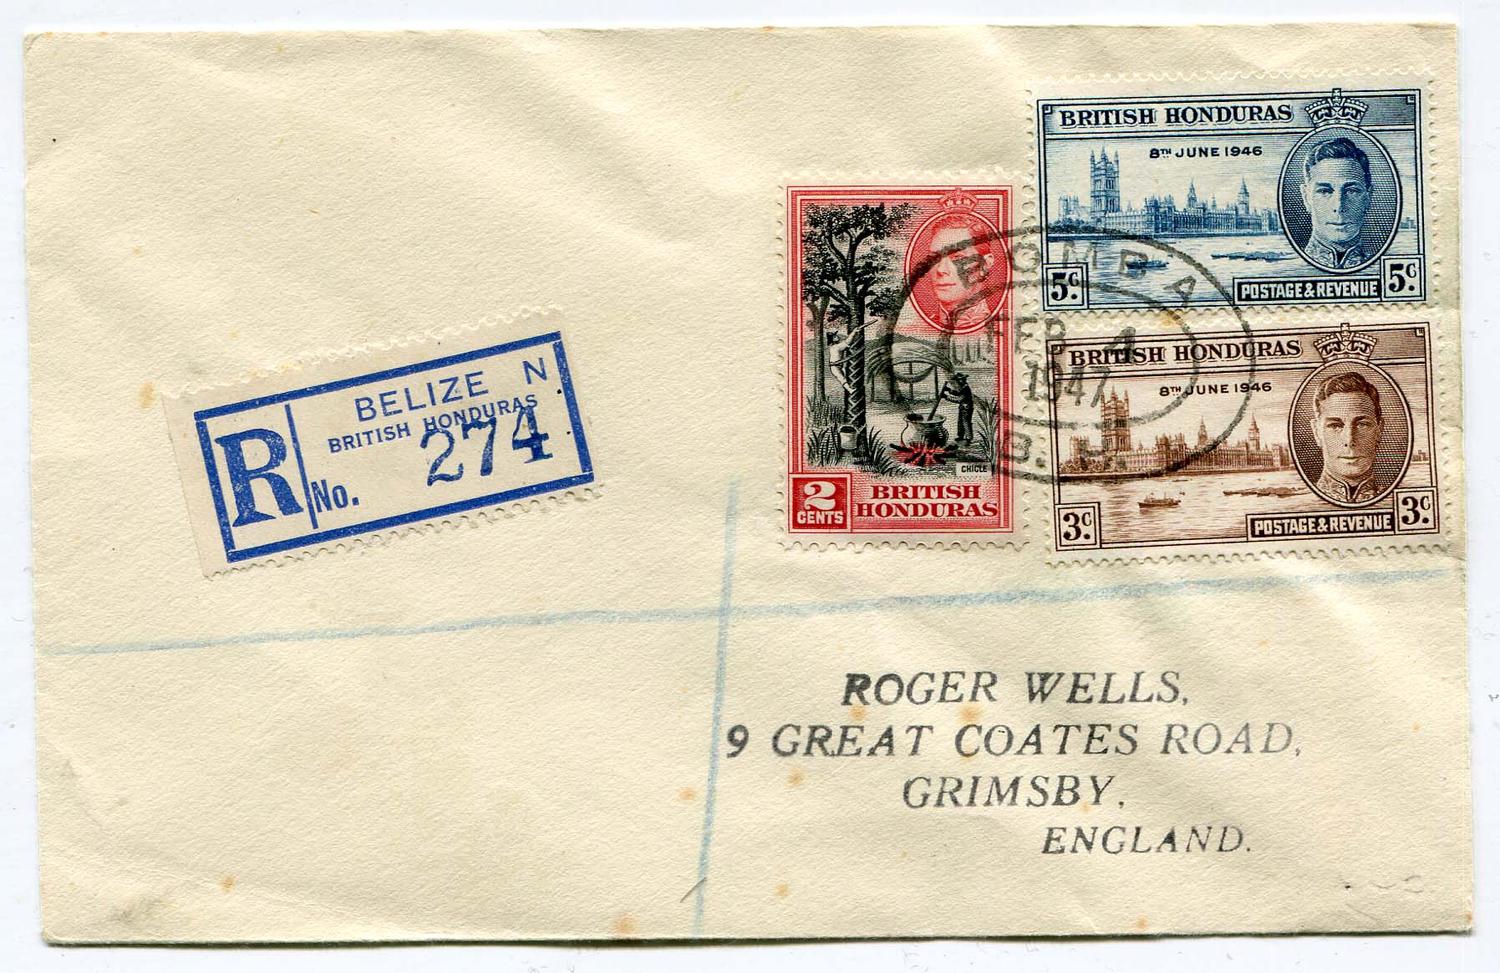 BRITISH HONDURAS
8TH JUNE 1946
5c.
POSTAGE & REVENUE
5c.
CHICLE
2
CENTS
BRITISH
HONDURAS
BRITISH HONDURAS
8TH JUNE 1946
3c.
POSTAGE & REVENUE
3c.
FEB 4
1947
B. H.
BELIZE N
BRITISH HONDURAS
R No. 274
ROGER WELLS,
9 GREAT COATES ROAD,
GRIMSBY,
ENGLAND.